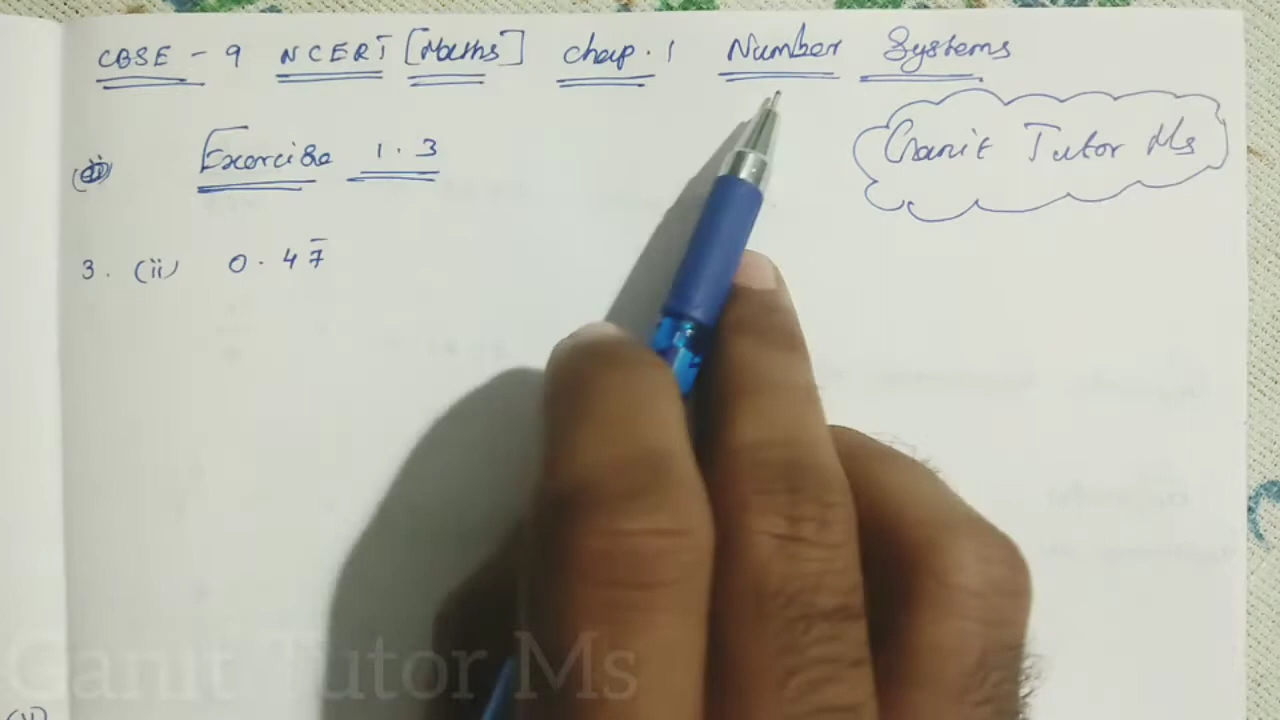 CBSE - 9 NCERT [Maths] chap. 1 Number Systems
Ganit Tutor Ms
(ii) Exercise 1.3
3. (ii) 0.47̅
Ganit Tutor Ms